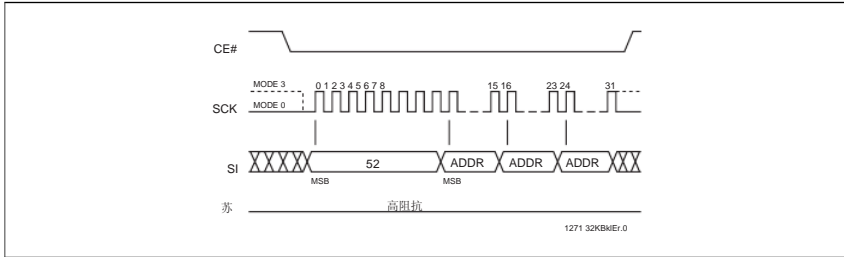 CE#
MODE 3
0 1 2 3 4 5 6 7 8
15 16
23 24
31
SCK
MODE 0
SI
52
ADDR
ADDR
ADDR
MSB
MSB
苏
高阻抗
1271 32KBklEr.0